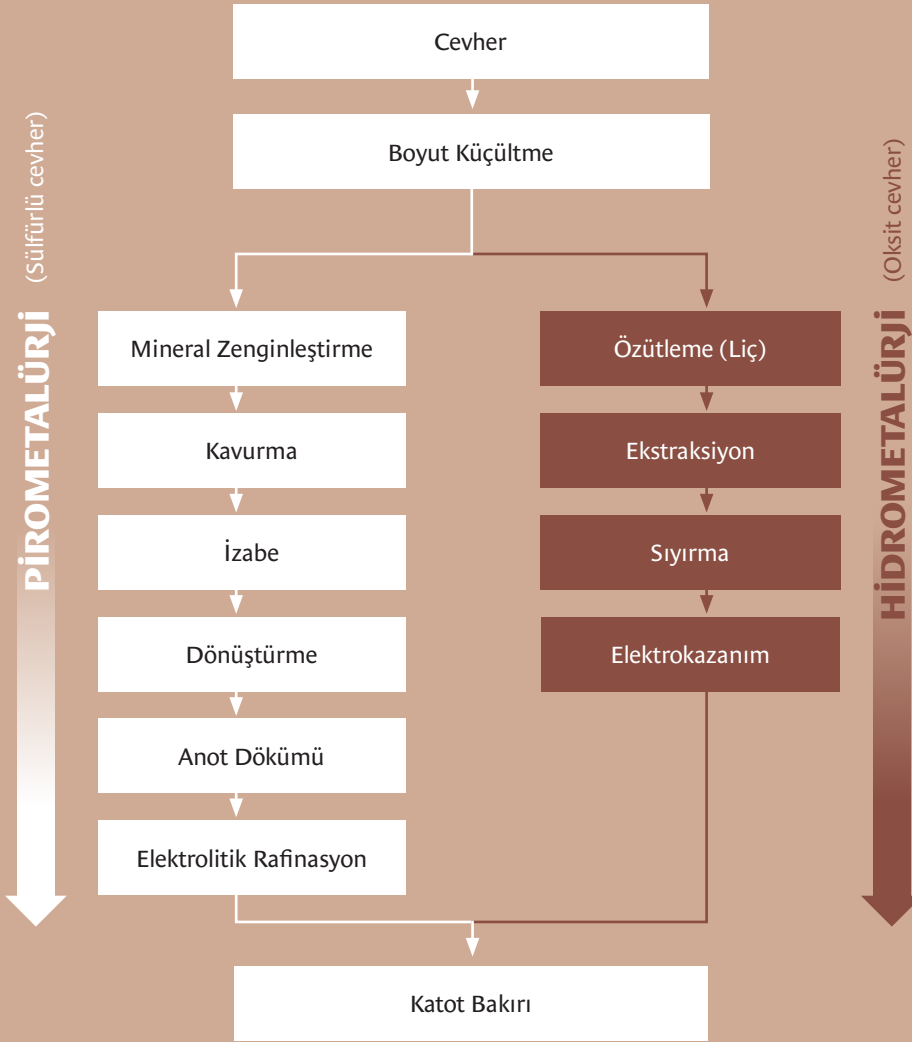 Cevher
Boyut Küçültme
PİROMETALÜRJİ (Sülfürlü cevher)
Mineral Zenginleştirme
Kavurma
İzabe
Dönüştürme
Anot Dökümü
Elektrolitik Rafinasyon
HİDROMETALÜRJİ (Oksit cevher)
Özütleme (Liç)
Ekstraksiyon
Sıyırma
Elektrokazanım
Katot Bakırı